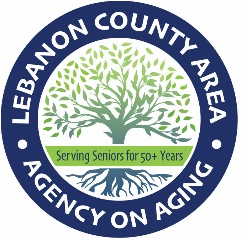 LEBANON COUNTY AREA
Serving Seniors for 50+ Years
AGENCY ON AGING